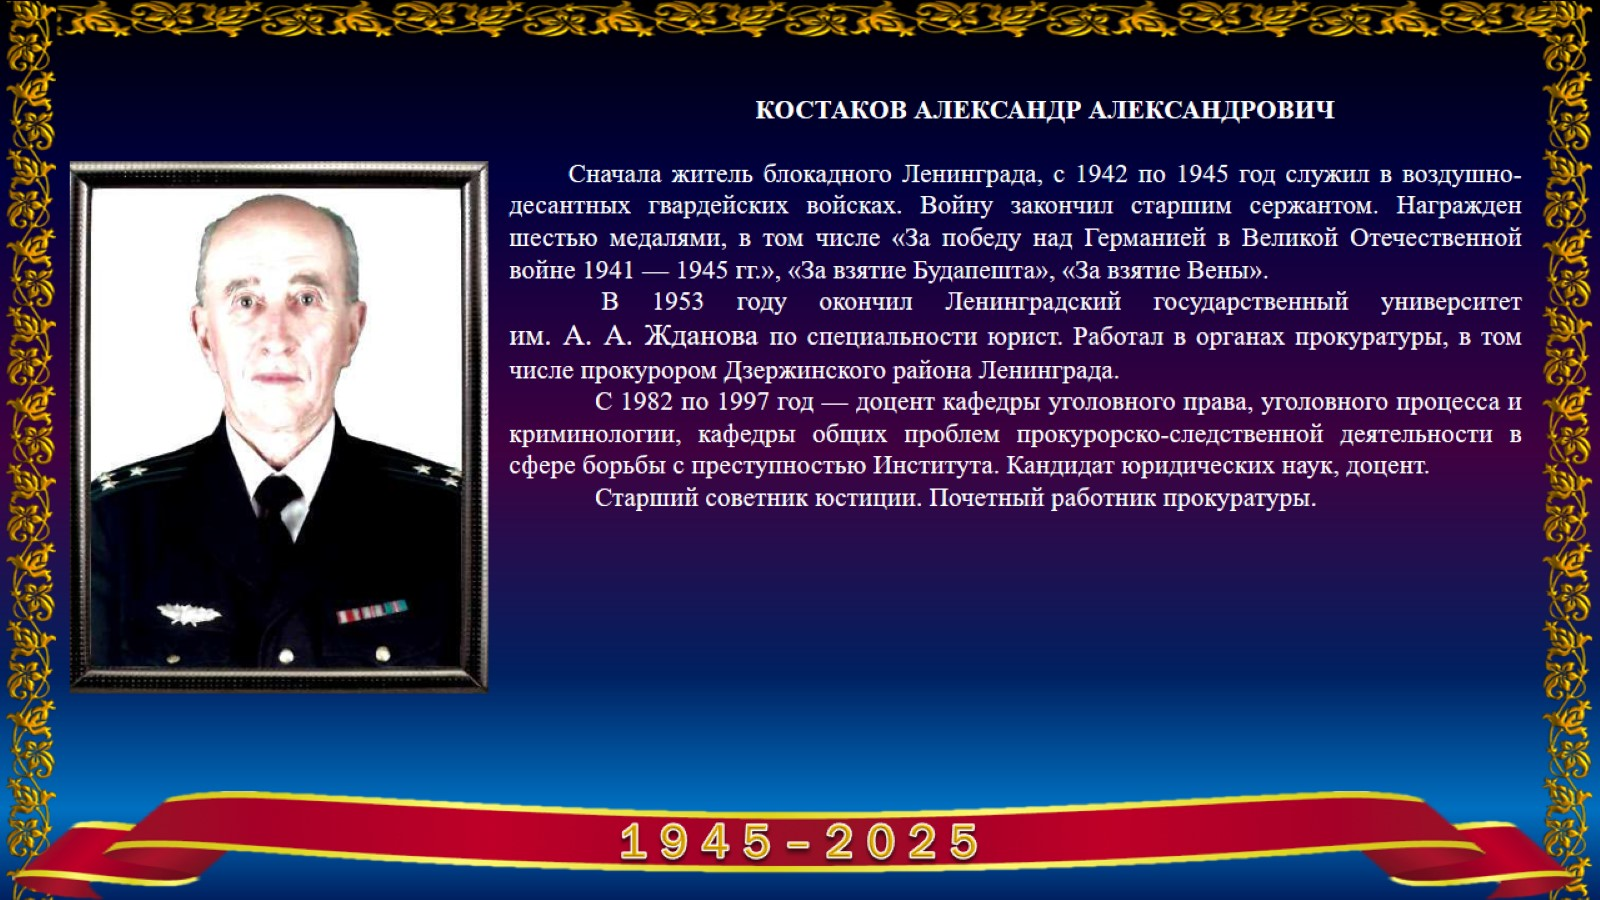 КОСТАКОВ АЛЕКСАНДР АЛЕКСАНДРОВИЧ
Сначала житель блокадного Ленинграда, с 1942 по 1945 год служил в воздушно-
десантных гвардейских войсках. Войну закончил старшим сержантом. Награжден
шестью медалями, в том числе «За победу над Германией в Великой Отечественной
войне 1941 — 1945 гг.», «За взятие Будапешта», «За взятие Вены».
В 1953 году окончил Ленинградский государственный университет
им. А. А. Жданова по специальности юрист. Работал в органах прокуратуры, в том
числе прокурором Дзержинского района Ленинграда.
С 1982 по 1997 год — доцент кафедры уголовного права, уголовного процесса и
криминологии, кафедры общих проблем прокурорско-следственной деятельности в
сфере борьбы с преступностью Института. Кандидат юридических наук, доцент.
Старший советник юстиции. Почетный работник прокуратуры.
1945–2025